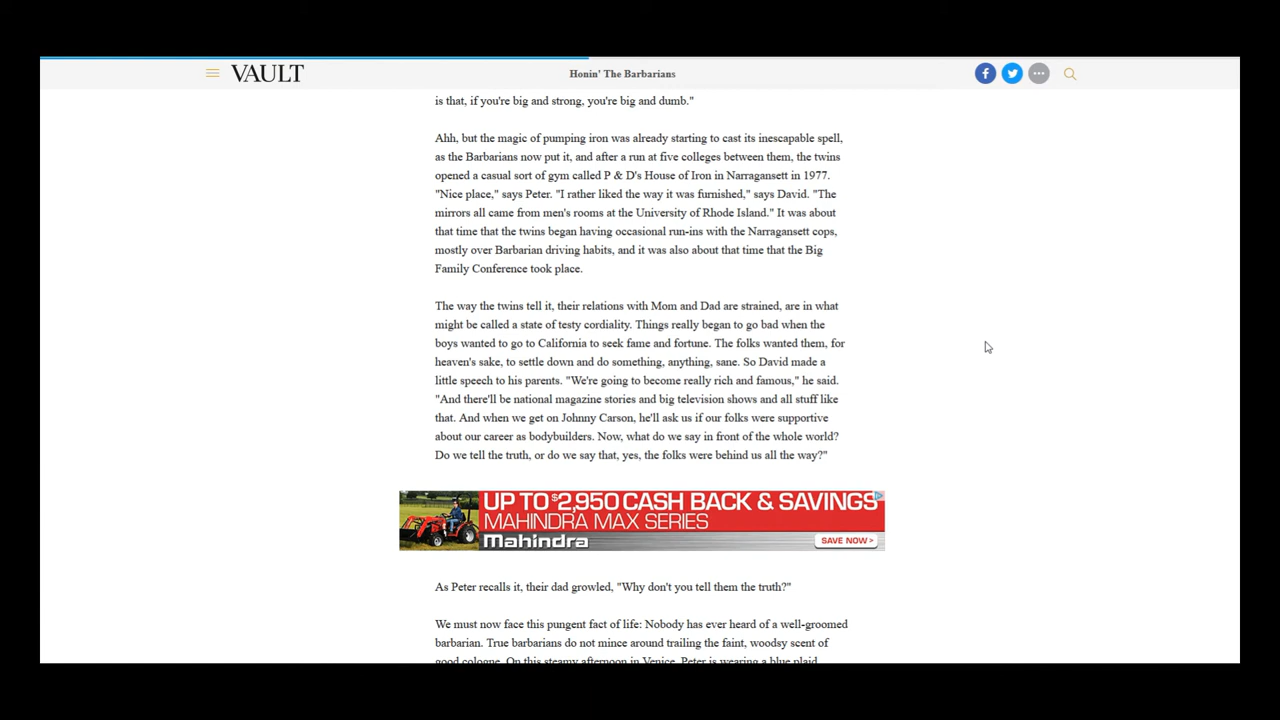 VAULT
Honin' The Barbarians
is that, if you're big and strong, you're big and dumb."
Ahh, but the magic of pumping iron was already starting to cast its inescapable spell,
as the Barbarians now put it, and after a run at five colleges between them, the twins
opened a casual sort of gym called P & D's House of Iron in Narragansett in 1977.
"Nice place," says Peter. "I rather liked the way it was furnished," says David. "The
mirrors all came from men's rooms at the University of Rhode Island." It was about
that time that the twins began having occasional run-ins with the Narragansett cops,
mostly over Barbarian driving habits, and it was also about that time that the Big
Family Conference took place.
The way the twins tell it, their relations with Mom and Dad are strained, are in what
might be called a state of testy cordiality. Things really began to go bad when the
boys wanted to go to California to seek fame and fortune. The folks wanted them, for
heaven's sake, to settle down and do something, anything, sane. So David made a
little speech to his parents. "We're going to become really rich and famous," he said.
"And there'll be national magazine stories and big television shows and all stuff like
that. And when we get on Johnny Carson, he'll ask us if our folks were supportive
about our career as bodybuilders. Now, what do we say in front of the whole world?
Do we tell the truth, or do we say that, yes, the folks were behind us all the way?"
UP TO $2,950 CASH BACK & SAVINGS
MAHINDRA MAX SERIES
Mahindra
SAVE NOW >
As Peter recalls it, their dad growled, "Why don't you tell them the truth?"
We must now face this pungent fact of life: Nobody has ever heard of a well-groomed
barbarian. True barbarians do not mince around trailing the faint, woodsy scent of
good cologne. On this steamy afternoon in Venice, Peter is wearing a blue plaid